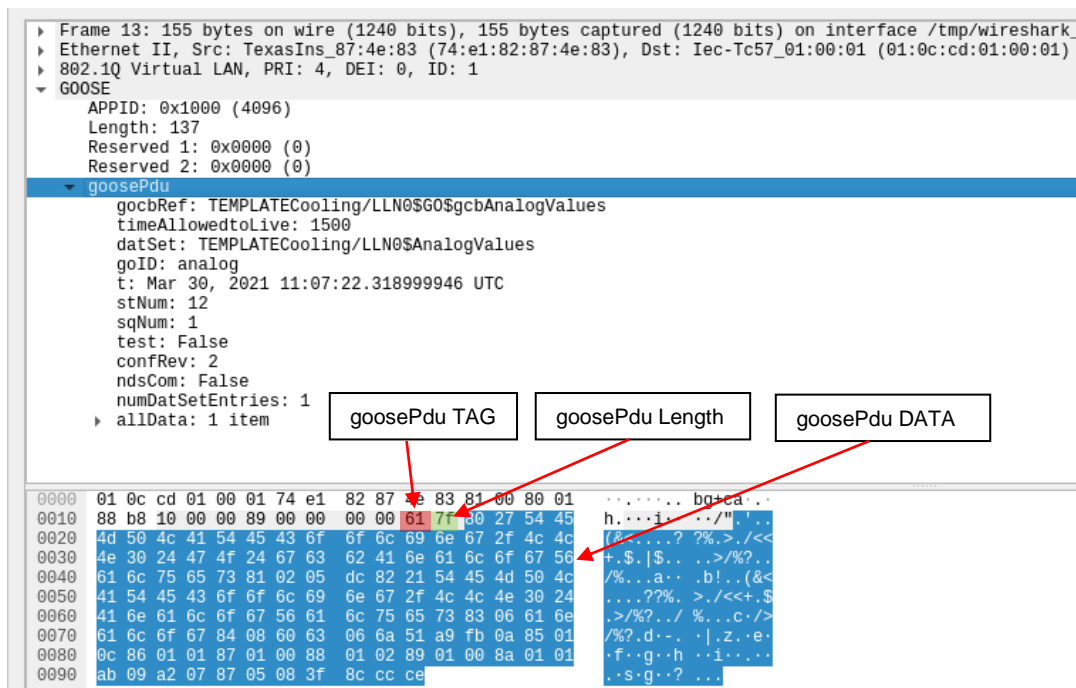 Frame 13: 155 bytes on wire (1240 bits), 155 bytes captured (1240 bits) on interface /tmp/wireshark_
Ethernet II, Src: TexasIns_87:4e:83 (74:e1:82:87:4e:83), Dst: Iec-Tc57_01:00:01 (01:0c:cd:01:00:01)
802.1Q Virtual LAN, PRI: 4, DEI: 0, ID: 1
GOOSE
APPID: 0x1000 (4096)
Length: 137
Reserved 1: 0x0000 (0)
Reserved 2: 0x0000 (0)
goosePdu
gocbRef: TEMPLATECooling/LLN0$GO$gcbAnalogValues
timeAllowedtoLive: 1500
datSet: TEMPLATECooling/LLN0$AnalogValues
goID: analog
t: Mar 30, 2021 11:07:22.318999946 UTC
stNum: 12
sqNum: 1
test: False
confRev: 2
ndsCom: False
numDatSetEntries: 1
allData: 1 item
goosePdu TAG
goosePdu Length
goosePdu DATA
0000 01 0c cd 01 00 01 74 e1 82 87 4e 83 81 00 80 01
0010 88 b8 10 00 00 89 00 00 00 00 61 7f 80 27 54 45
0020 4d 50 4c 41 54 45 43 6f 6f 6c 69 6e 67 2f 4c 4c
0030 4e 30 24 47 4f 24 67 63 62 41 6e 61 6c 6f 67 56
0040 61 6c 75 65 73 81 02 05 dc 82 21 54 45 4d 50 4c
0050 41 54 45 43 6f 6f 6c 69 6e 67 2f 4c 4c 4e 30 24
0060 41 6e 61 6c 6f 67 56 61 6c 75 65 73 83 06 61 6e
0070 61 6c 6f 67 84 08 60 63 06 6a 51 a9 fb 0a 85 01
0080 0c 86 01 01 87 01 00 88 01 02 89 01 00 8a 01 01
0090 ab 09 a2 07 87 05 08 3f 8c cc ce